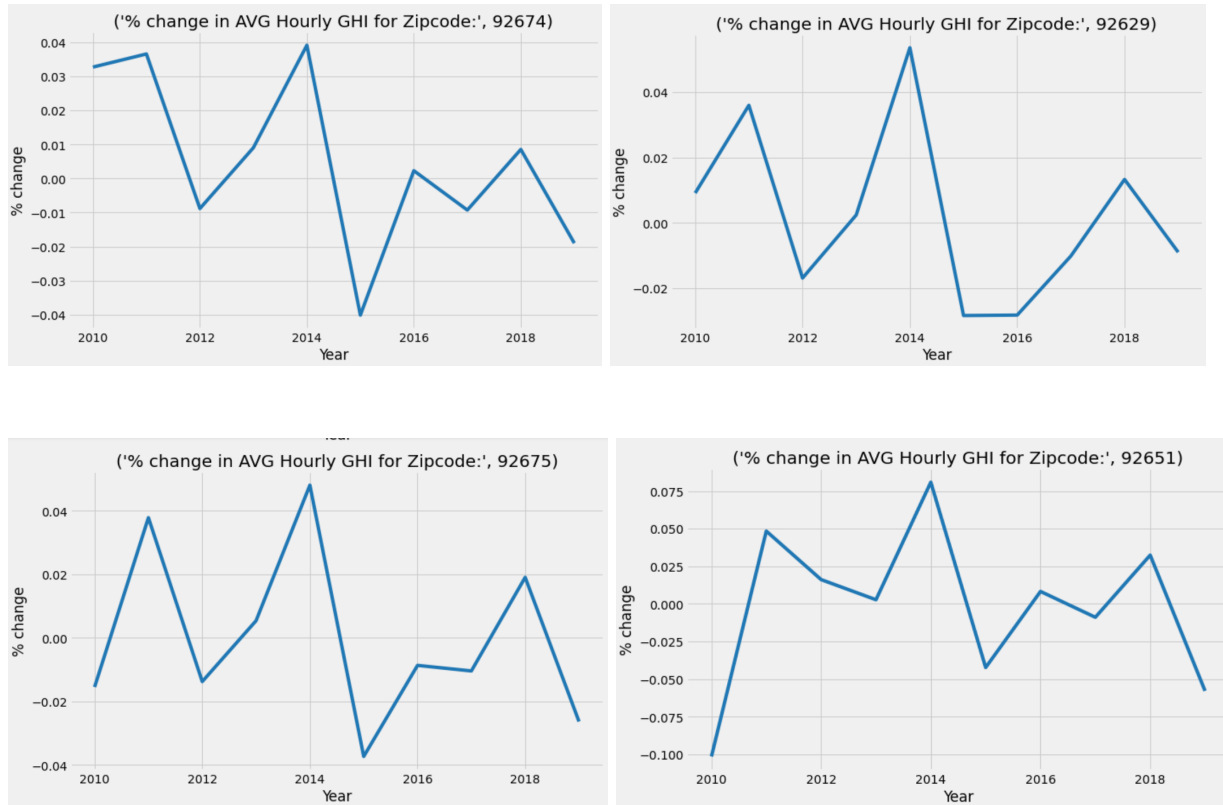 ('% change in AVG Hourly GHI for Zipcode:', 92674)
0.04
0.03
0.02
0.01
0.00
−0.01
−0.02
−0.03
−0.04
% change
2010 2012 2014 2016 2018
Year
('% change in AVG Hourly GHI for Zipcode:', 92629)
0.04
0.02
0.00
−0.02
% change
2010 2012 2014 2016 2018
Year
('% change in AVG Hourly GHI for Zipcode:', 92675)
0.04
0.02
0.00
−0.02
−0.04
% change
2010 2012 2014 2016 2018
Year
('% change in AVG Hourly GHI for Zipcode:', 92651)
0.075
0.050
0.025
0.000
−0.025
−0.050
−0.075
−0.100
% change
2010 2012 2014 2016 2018
Year